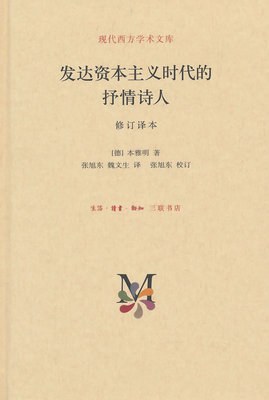 现代西方学术文库
发达资本主义时代的
抒情诗人
修订译本
[德] 本雅明 著
张旭东 魏文生 译 张旭东 校订
生活·讀書·新知 三联书店
M